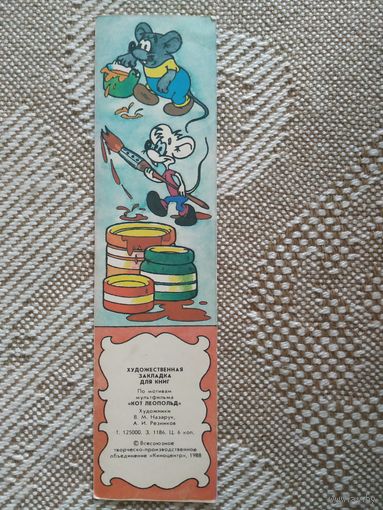 ХУДОЖЕСТВЕННАЯ
ЗАКЛАДКА
ДЛЯ КНИГ
По мотивам
мультфильма
«КОТ ЛЕОПОЛЬД»
Художники
В. М. Назарук,
А. И. Резников
Т. 125000. З. 1186. Ц. 6 коп.
© Всесоюзное
творческо-производственное
объединение «Киноцентр», 1988